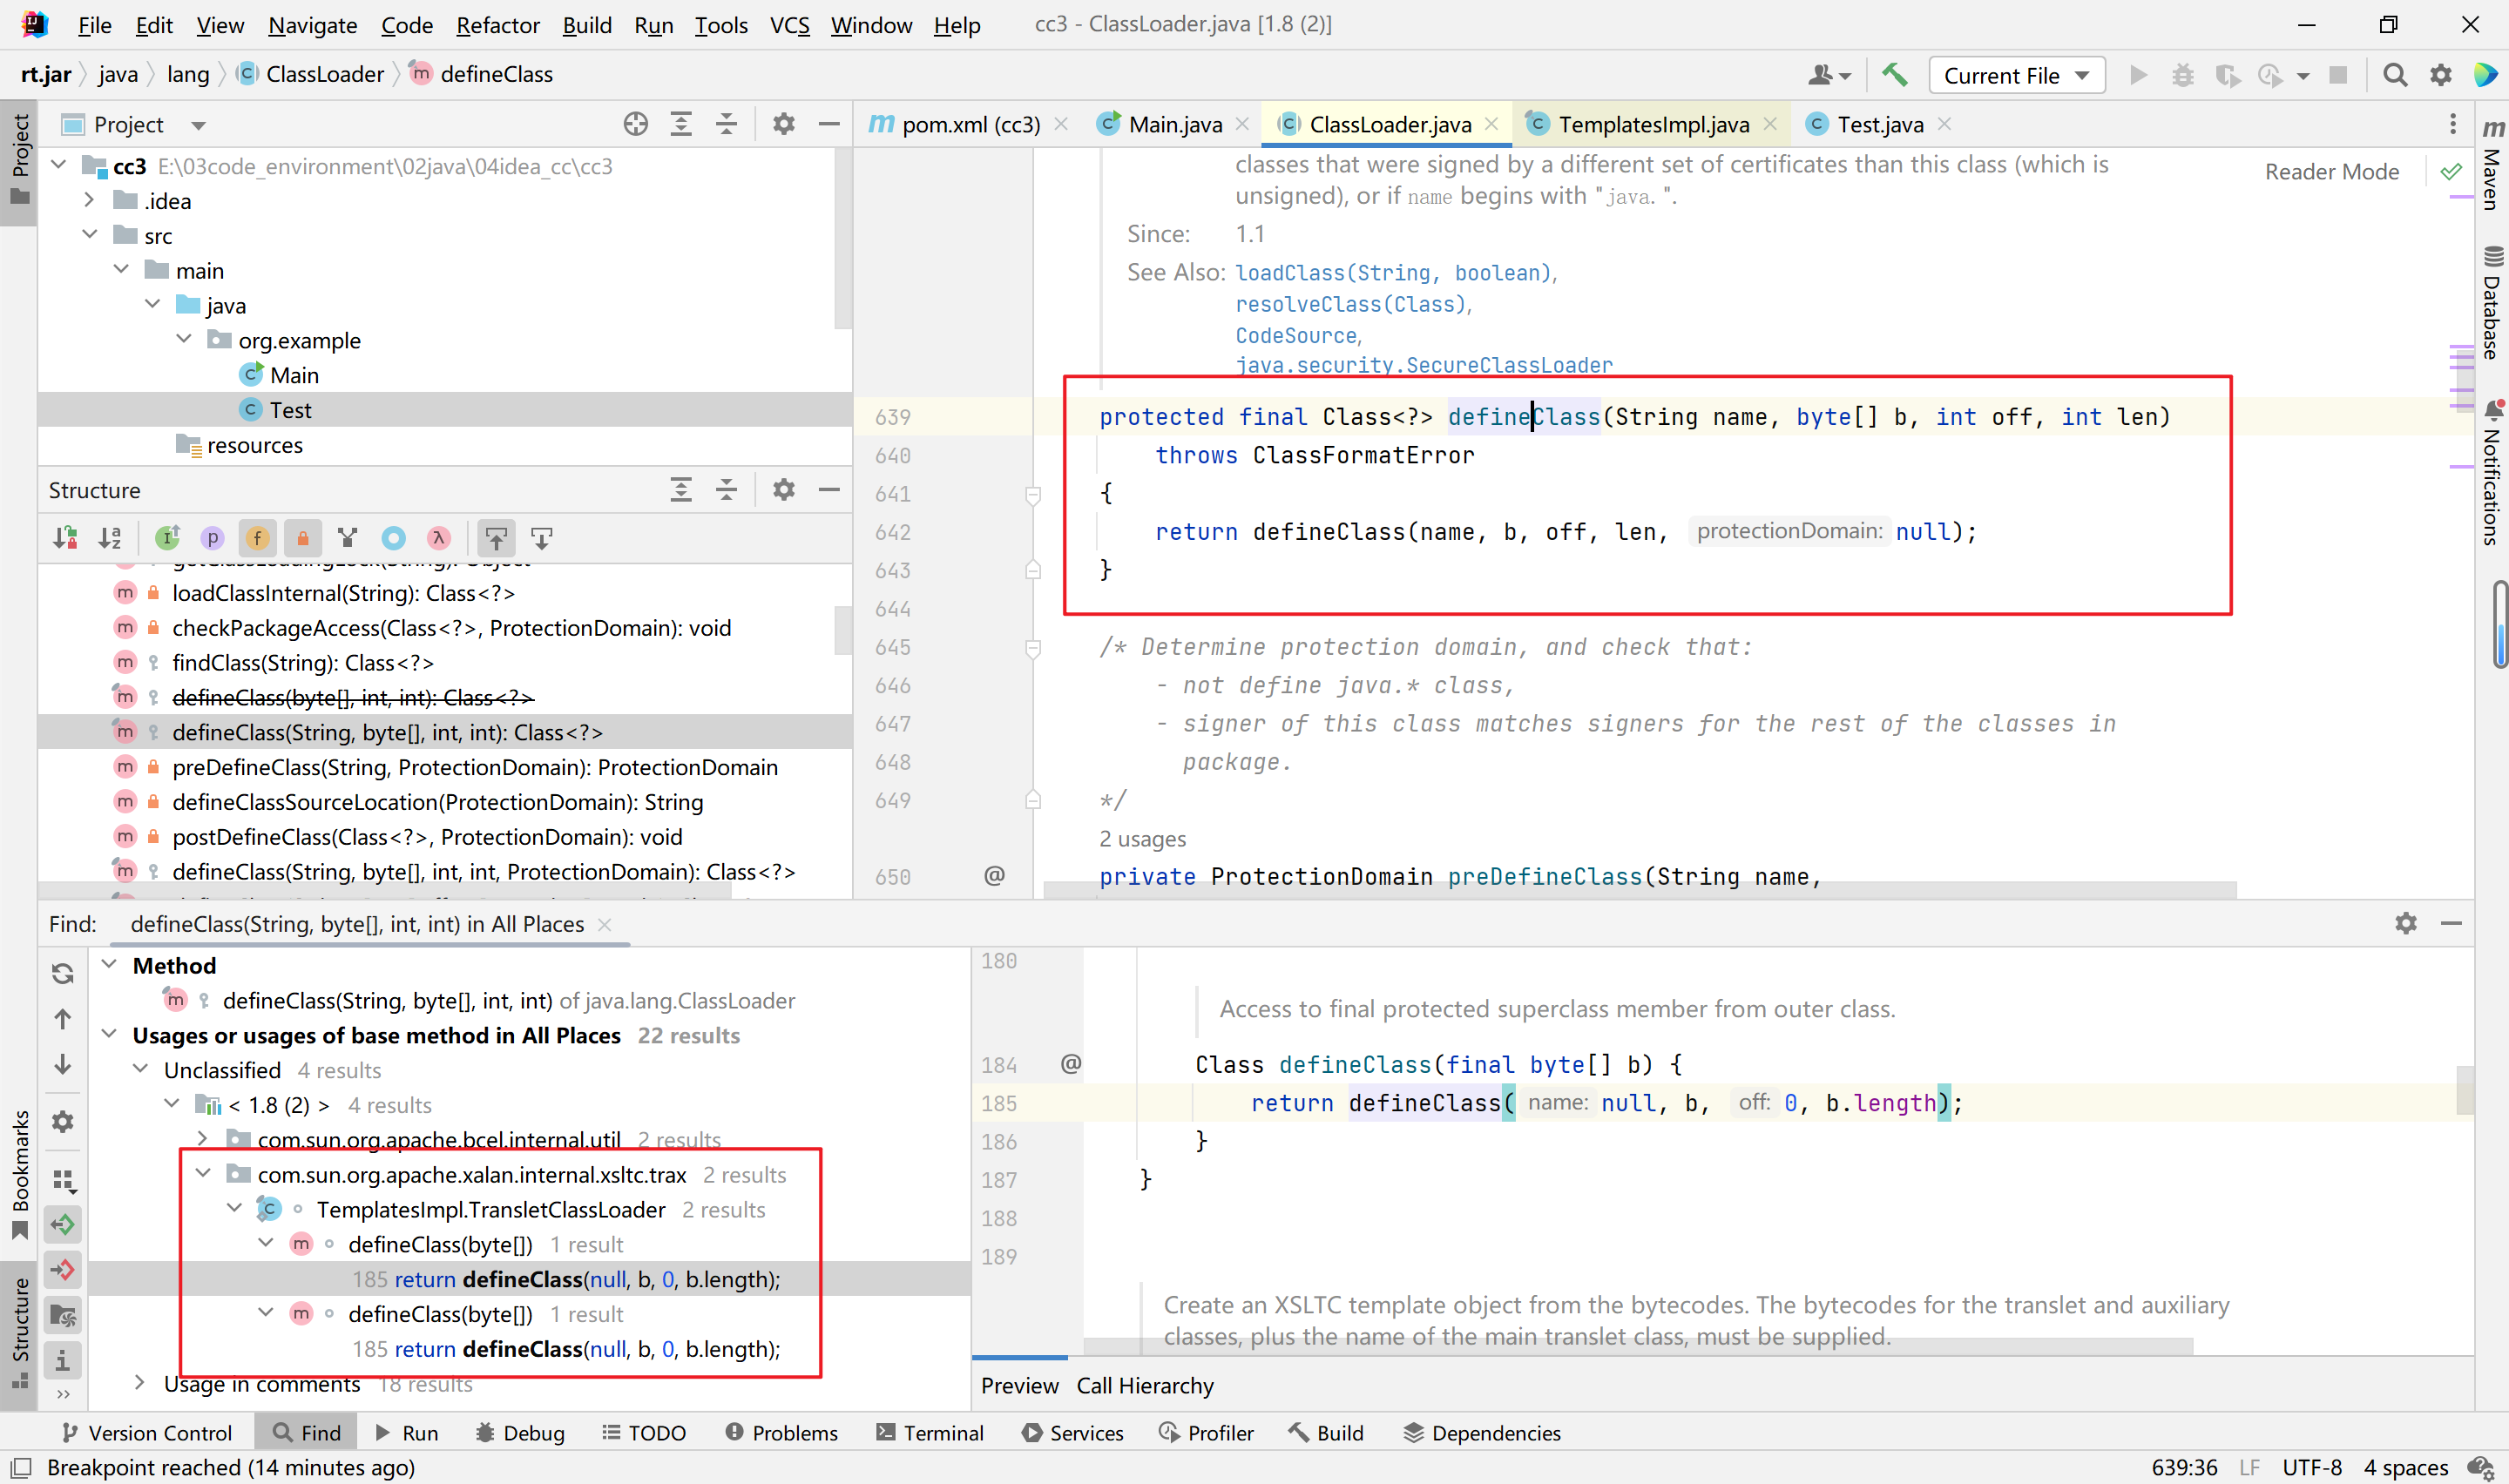 File Edit View Navigate Code Refactor Build Run Tools VCS Window Help cc3 - ClassLoader.java [1.8 (2)]
rt.jar java lang ClassLoader defineClass Current File
Project
pom.xml (cc3) Main.java ClassLoader.java TemplatesImpl.java Test.java
cc3 E:\03code_environment\02java\04idea_cc\cc3
.idea
src
main
java
org.example
Main
Test
resources
Structure
loadClassInternal(String): Class<?>
checkPackageAccess(Class<?>, ProtectionDomain): void
findClass(String): Class<?>
defineClass(byte[], int, int): Class<?>
defineClass(String, byte[], int, int): Class<?>
preDefineClass(String, ProtectionDomain): ProtectionDomain
defineClassSourceLocation(ProtectionDomain): String
postDefineClass(Class<?>, ProtectionDomain): void
defineClass(String, byte[], int, int, ProtectionDomain): Class<?>
classes that were signed by a different set of certificates than this class (which is
unsigned), or if name begins with "java.".
Since: 1.1
See Also: loadClass(String, boolean),
resolveClass(Class),
CodeSource,
java.security.SecureClassLoader
Reader Mode
639 protected final Class<?> defineClass(String name, byte[] b, int off, int len)
640 throws ClassFormatError
641 {
642 return defineClass(name, b, off, len, protectionDomain: null);
643 }
644
645 /* Determine protection domain, and check that:
646 - not define java.* class,
647 - signer of this class matches signers for the rest of the classes in
648 package.
649 */
2 usages
650 @ private ProtectionDomain preDefineClass(String name,
Project
Bookmarks
Structure
Maven
Database
Notifications
Find: defineClass(String, byte[], int, int) in All Places
Method
defineClass(String, byte[], int, int) of java.lang.ClassLoader
Usages or usages of base method in All Places 22 results
Unclassified 4 results
< 1.8 (2) > 4 results
com.sun.org.apache.bcel.internal.util 2 results
com.sun.org.apache.xalan.internal.xsltc.trax 2 results
TemplatesImpl.TransletClassLoader 2 results
defineClass(byte[]) 1 result
185 return defineClass(null, b, 0, b.length);
defineClass(byte[]) 1 result
185 return defineClass(null, b, 0, b.length);
Usage in comments 18 results
180
Access to final protected superclass member from outer class.
184 @ Class defineClass(final byte[] b) {
185 return defineClass( name: null, b, off: 0, b.length);
186 }
187 }
188
189
Create an XSLTC template object from the bytecodes. The bytecodes for the translet and auxiliary
classes, plus the name of the main translet class, must be supplied.
Preview Call Hierarchy
Version Control Find Run Debug TODO Problems Terminal Services Profiler Build Dependencies
Breakpoint reached (14 minutes ago) 639:36 LF UTF-8 4 spaces